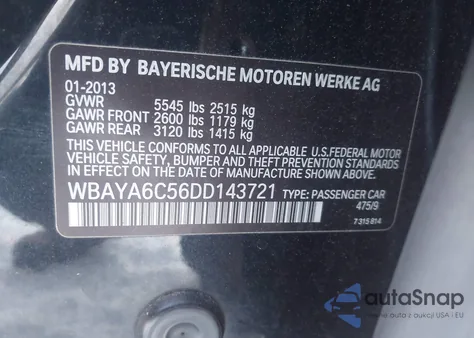 MFD BY BAYERISCHE MOTOREN WERKE AG
01-2013
GVWR 5545 lbs 2515 kg
GAWR FRONT 2600 lbs 1179 kg
GAWR REAR 3120 lbs 1415 kg
THIS VEHICLE CONFORMS TO ALL APPLICABLE U.S.FEDERAL MOTOR
VEHICLE SAFETY, BUMPER AND THEFT PREVENTION STANDARDS
IN EFFECT ON THE DATE OF MANUFACTURE SHOWN ABOVE.
WBAYA6C56DD143721 TYPE: PASSENGER CAR
475/9
7 315 814
autoSnap
z aukcji USA i EU